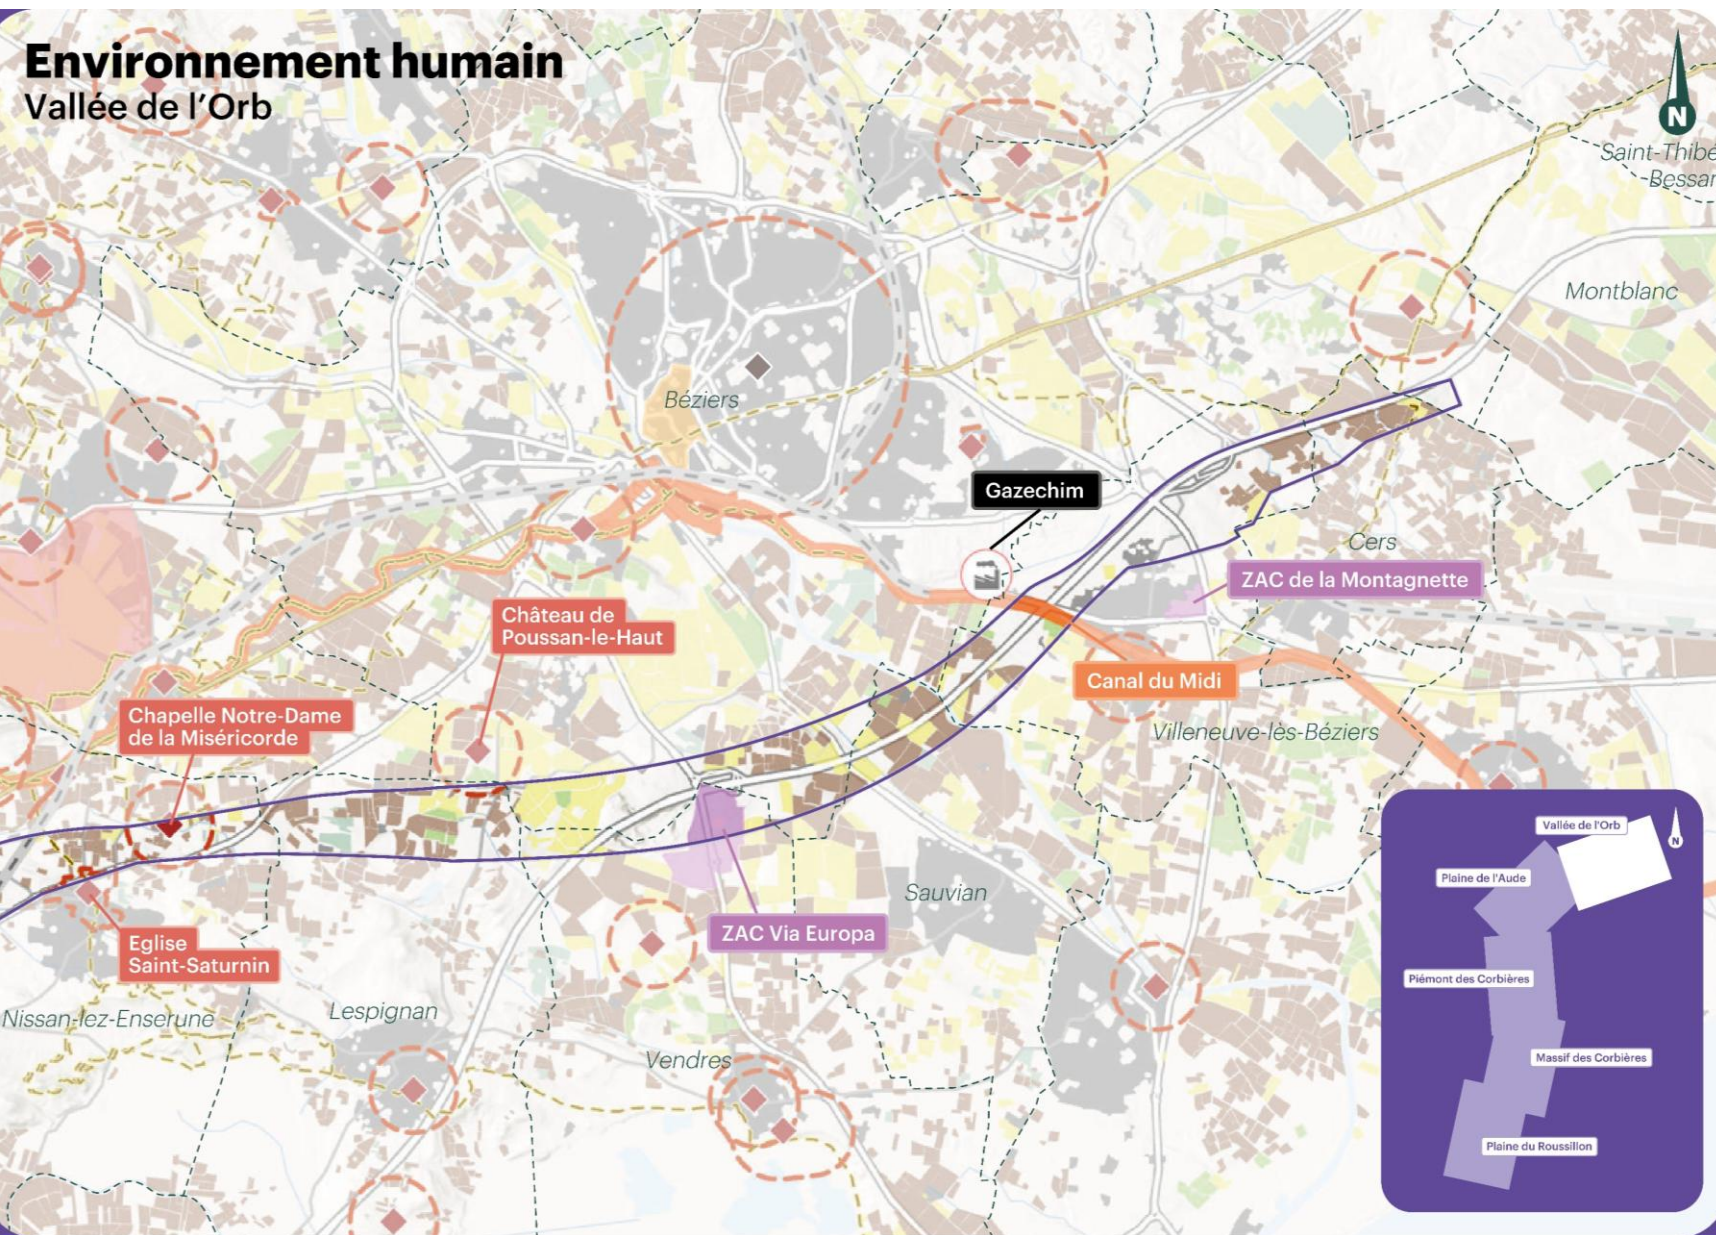 Environnement humain
Vallée de l'Orb
N
Saint-Thibé
-Bessan
Montblanc
Béziers
Gazechim
Cers
ZAC de la Montagnette
Château de
Poussan-le-Haut
Canal du Midi
Chapelle Notre-Dame
de la Miséricorde
Villeneuve-lès-Béziers
Sauvian
ZAC Via Europa
Eglise
Saint-Saturnin
Nissan-lez-Enserune
Lespignan
Vendres
Vallée de l'Orb
N
Plaine de l'Aude
Piémont des Corbières
Massif des Corbières
Plaine du Roussillon